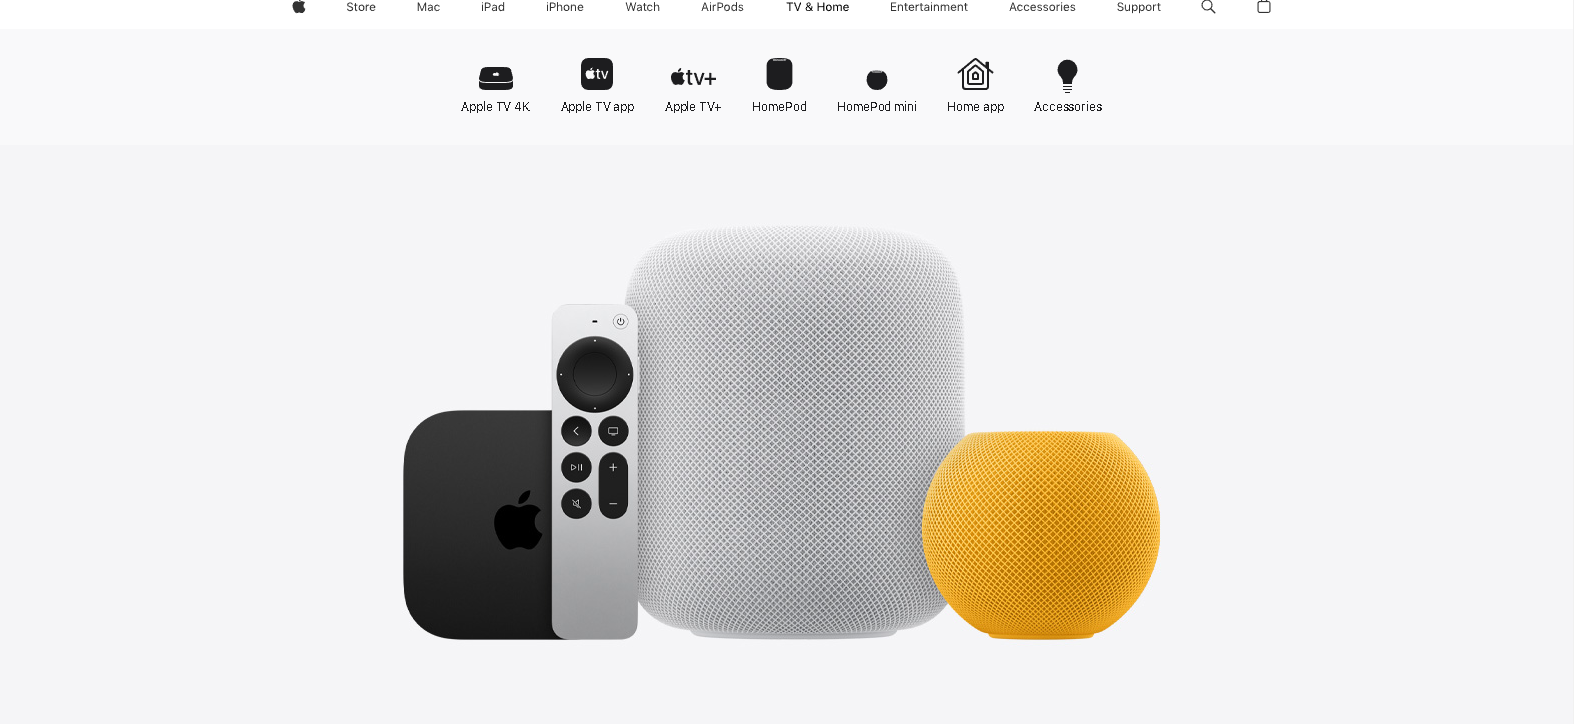 Store Mac iPad iPhone Watch AirPods TV & Home Entertainment Accessories Support
tv tv+
Apple TV 4K Apple TV app Apple TV+ HomePod HomePod mini Home app Accessories